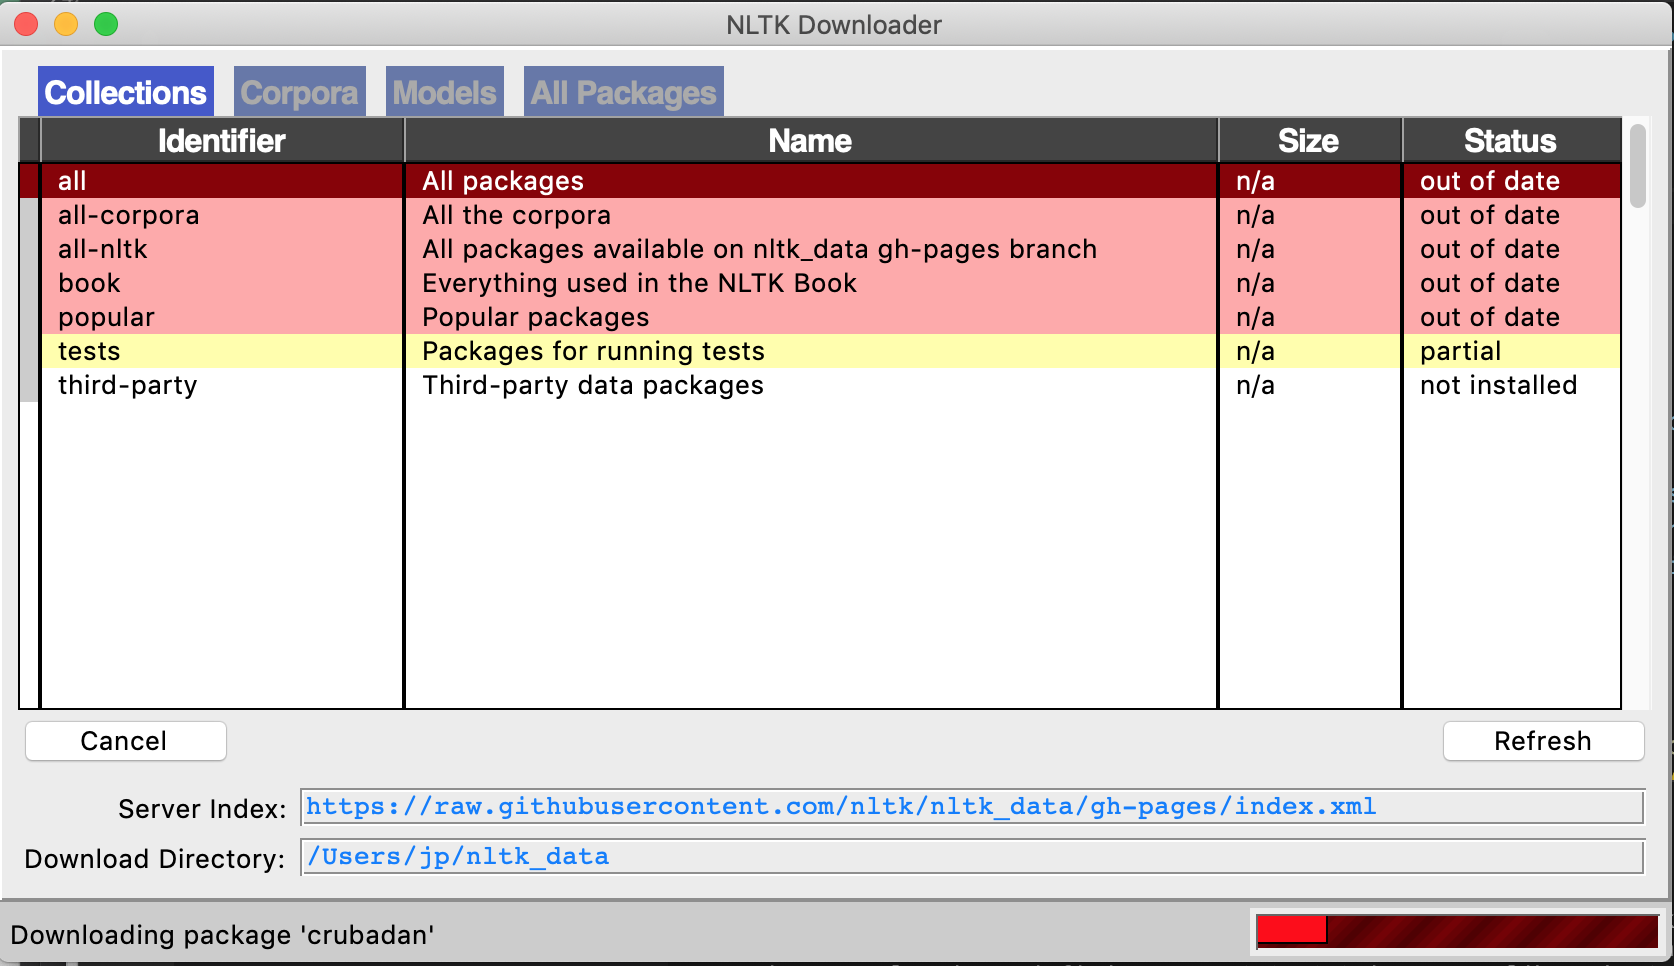 NLTK Downloader
Collections Corpora Models All Packages
Identifier Name Size Status
all All packages n/a out of date
all-corpora All the corpora n/a out of date
all-nltk All packages available on nltk_data gh-pages branch n/a out of date
book Everything used in the NLTK Book n/a out of date
popular Popular packages n/a out of date
tests Packages for running tests n/a partial
third-party Third-party data packages n/a not installed
Cancel Refresh
Server Index: https://raw.githubusercontent.com/nltk/nltk_data/gh-pages/index.xml
Download Directory: /Users/jp/nltk_data
Downloading package 'crubadan'